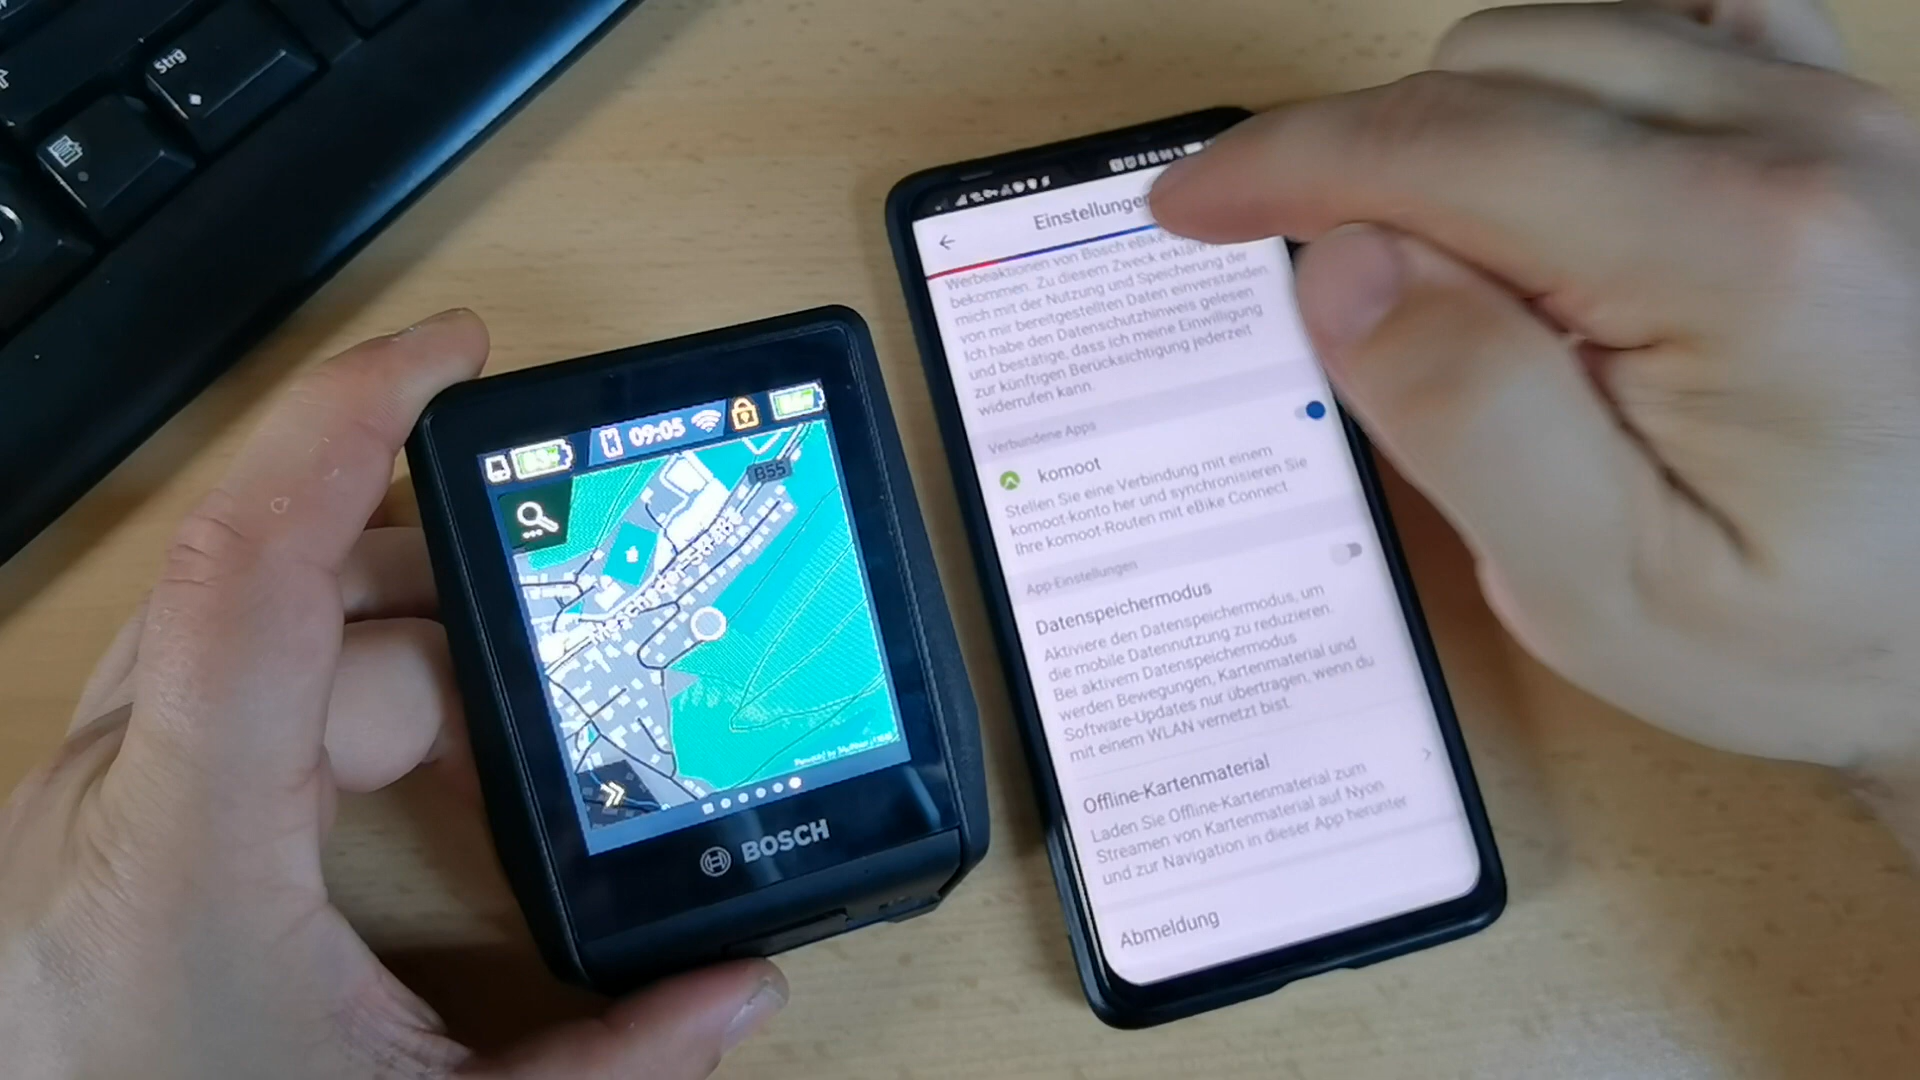 Strg
09:05
B55
Mescheder-Straße
BOSCH
Einstellungen
Werbeaktionen von Bosch eBike
bekommen. Zu diesem Zweck erkläre
mich mit der Nutzung und Speicherung der
von mir bereitgestellten Daten einverstanden.
Ich habe den Datenschutzhinweis gelesen
und bestätige, dass ich meine Einwilligung
zur künftigen Berücksichtigung jederzeit
widerrufen kann.
Verbundene Apps
komoot
Stellen Sie eine Verbindung mit einem
komoot-konto her und synchronisieren Sie
Ihre komoot-Routen mit eBike Connect
App-Einstellungen
Datenspeichermodus
Aktiviere den Datenspeichermodus, um
die mobile Datennutzung zu reduzieren.
Bei aktivem Datenspeichermodus
werden Bewegungen, Kartenmaterial und
Software-Updates nur übertragen, wenn du
mit einem WLAN vernetzt bist.
Offline-Kartenmaterial
Laden Sie Offline-Kartenmaterial zum
Streamen von Kartenmaterial auf Nyon
und zur Navigation in dieser App herunter
Abmeldung